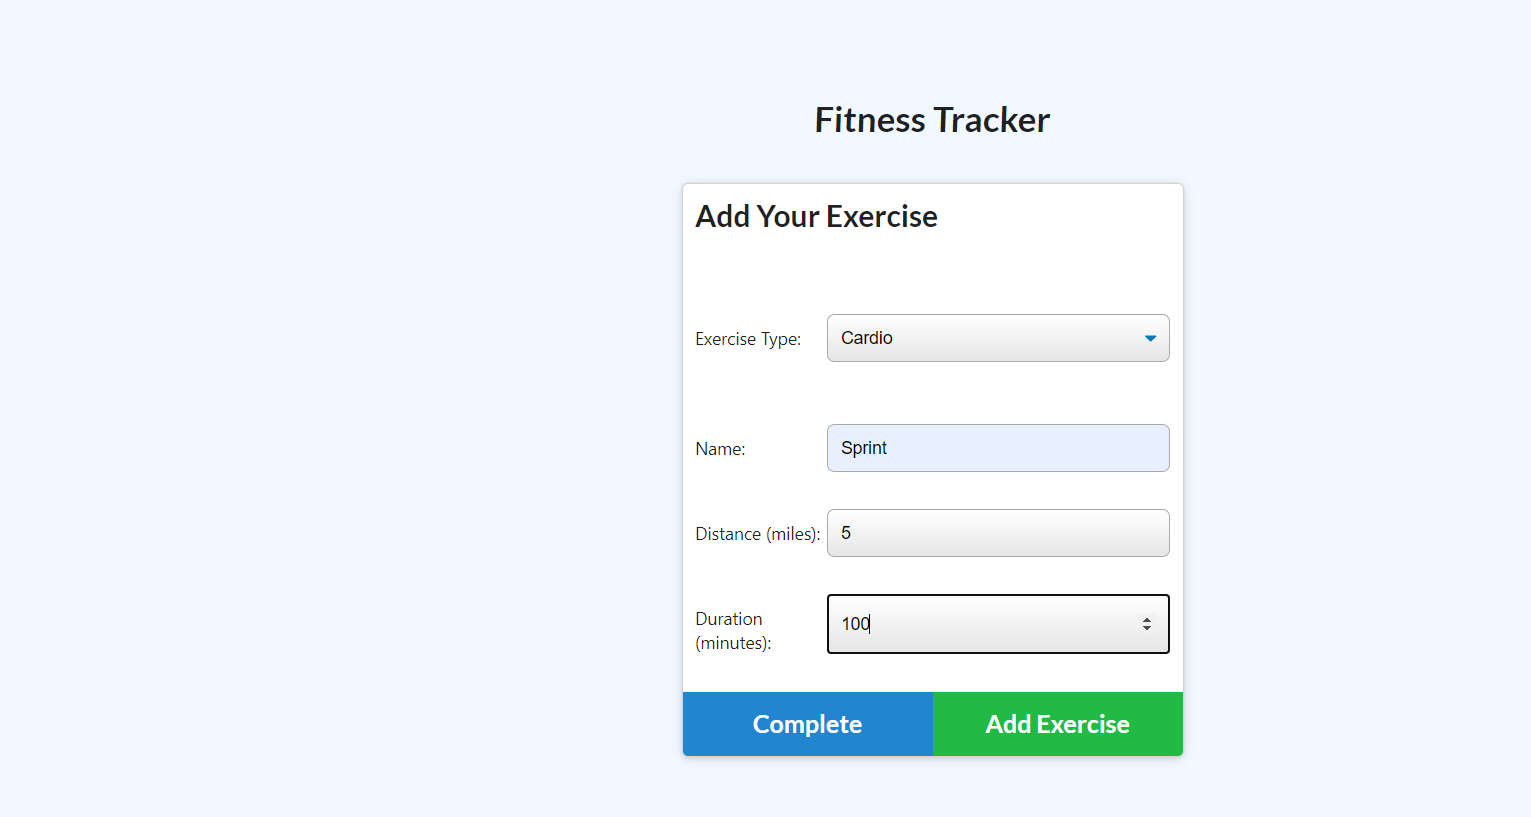 Fitness Tracker
Add Your Exercise
Exercise Type: Cardio
Name: Sprint
Distance (miles): 5
Duration
(minutes): 100
Complete Add Exercise